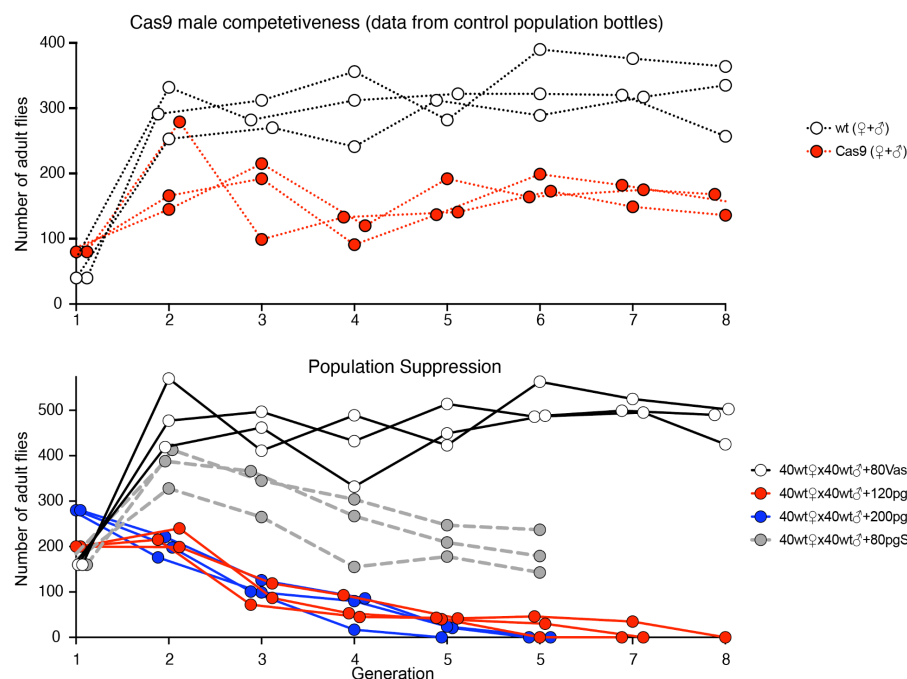 Cas9 male competetiveness (data from control population bottles)
Number of adult flies
400
300
200
100
0
1 2 3 4 5 6 7 8
wt (♀+♂)
Cas9 (♀+♂)
Population Suppression
Number of adult flies
500
400
300
200
100
0
1 2 3 4 5 5 7 8
Generation
40wt♀x40wt♂+80Vas
40wt♀x40wt♂+120pg
40wt♀x40wt♂+200pg
40wt♀x40wt♂+80pgS